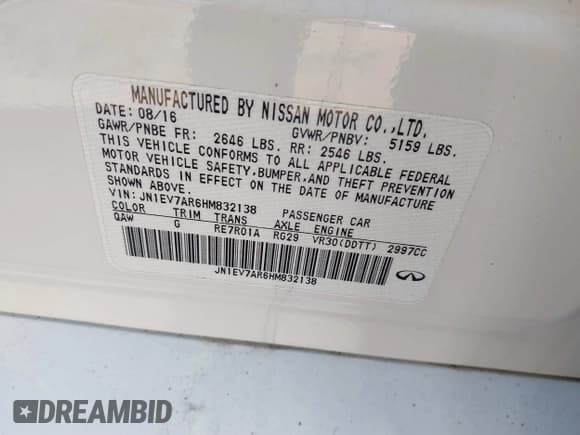 MANUFACTURED BY NISSAN MOTOR CO.,LTD.
DATE: 08/16 GVWR/PNBV: 5159 LBS.
GAWR/PNBE FR: 2646 LBS. RR: 2546 LBS.
THIS VEHICLE CONFORMS TO ALL APPLICABLE FEDERAL
MOTOR VEHICLE SAFETY,BUMPER,AND THEFT PREVENTION
STANDARDS IN EFFECT ON THE DATE OF MANUFACTURE
SHOWN ABOVE.
VIN: JN1EV7AR6HM832138 PASSENGER CAR
COLOR TRIM TRANS AXLE ENGINE
QAW G RE7R01A RG29 VR30(DDTT) 2997CC
JN1EV7AR6HM832138
DREAMBID